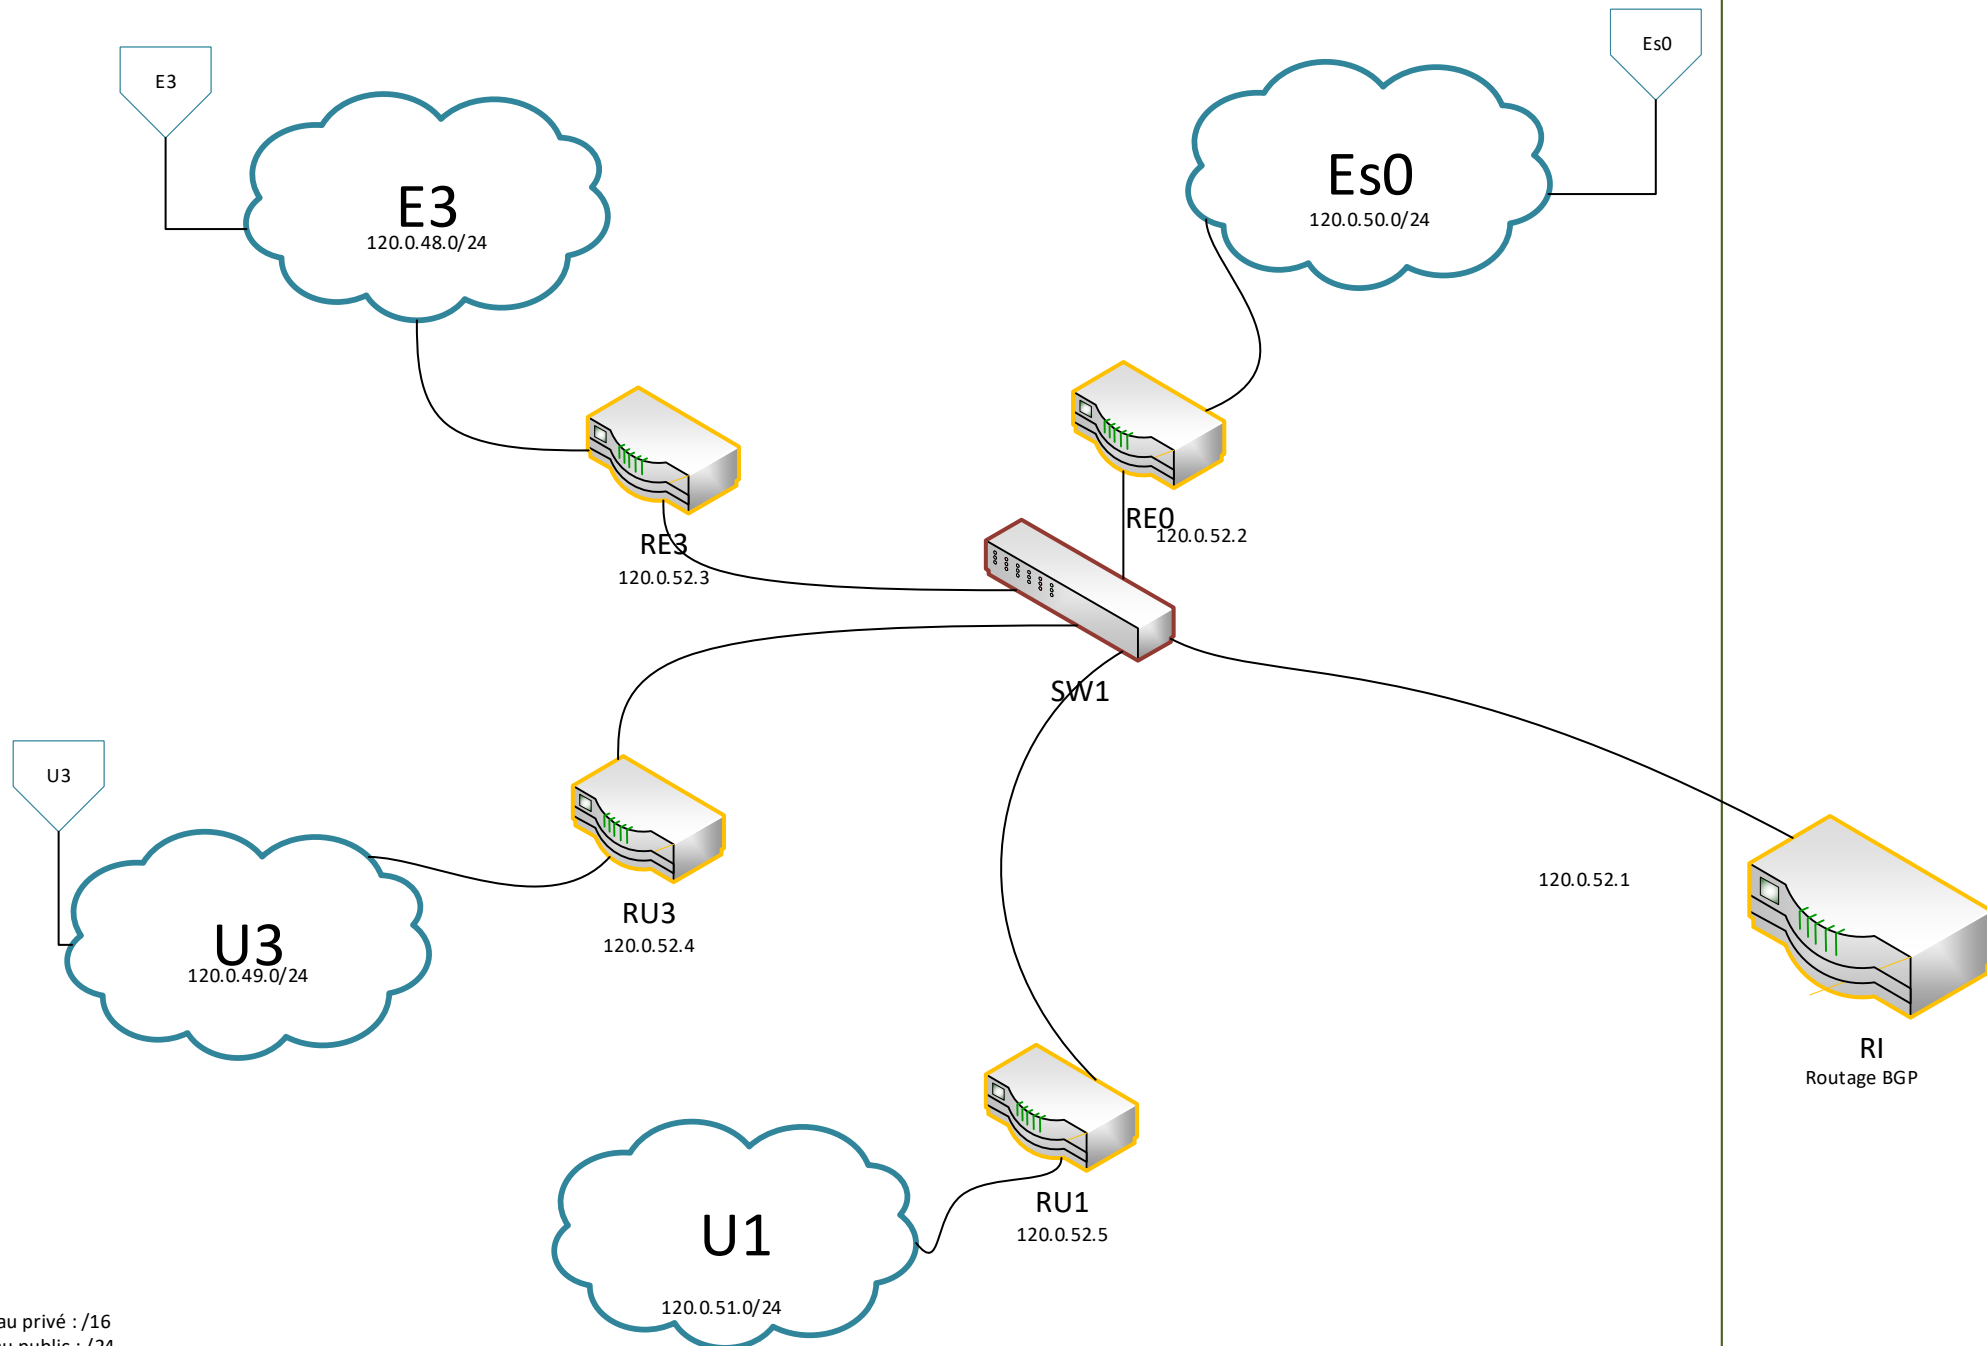 Es0
E3
Es0
120.0.50.0/24
E3
120.0.48.0/24
RE0
120.0.52.2
RE3
120.0.52.3
SW1
U3
120.0.52.1
RU3
120.0.52.4
U3
120.0.49.0/24
RI
Routage BGP
RU1
120.0.52.5
U1
120.0.51.0/24
au privé : /16
au public : /24